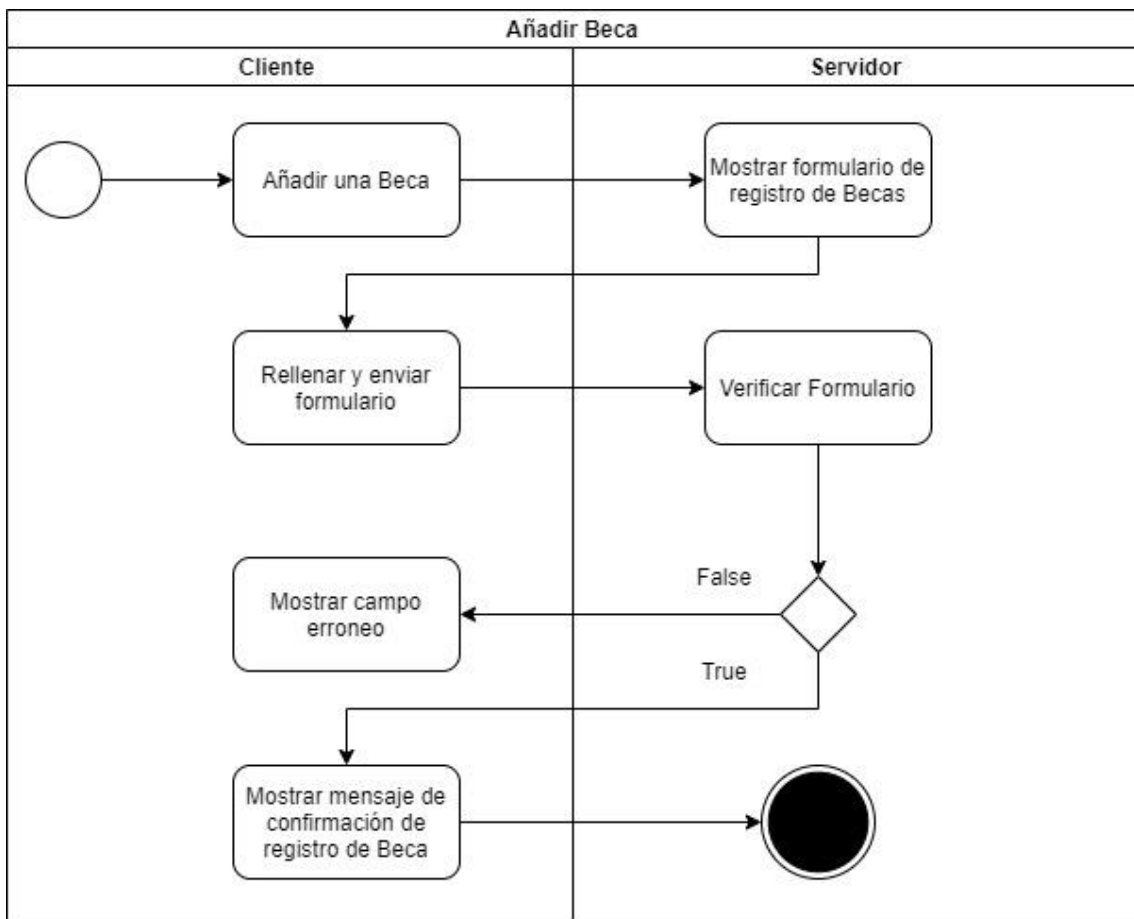 Añadir Beca
Cliente
Servidor
Añadir una Beca
Mostrar formulario de
registro de Becas
Rellenar y enviar
formulario
Verificar Formulario
False
Mostrar campo
erroneo
True
Mostrar mensaje de
confirmación de
registro de Beca